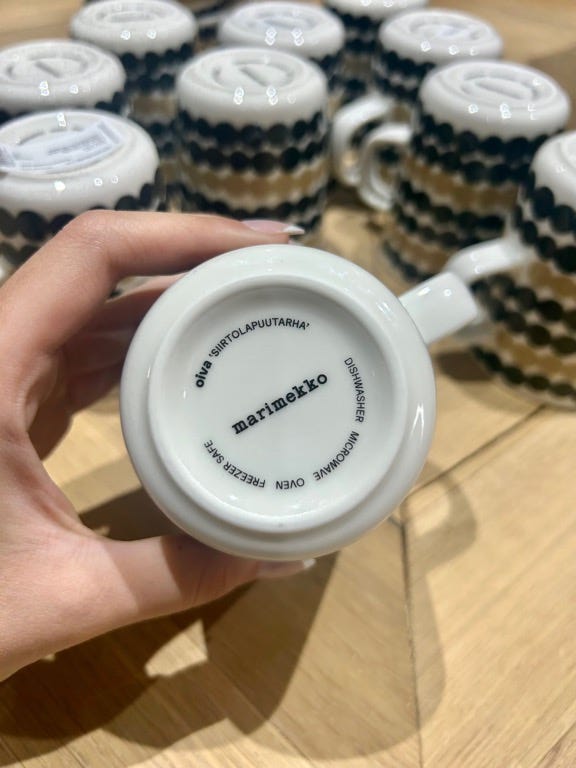 oiva 'SIIRTOLAPUUTARHA'
marimekko
DISHWASHER MICROWAVE OVEN FREEZER SAFE